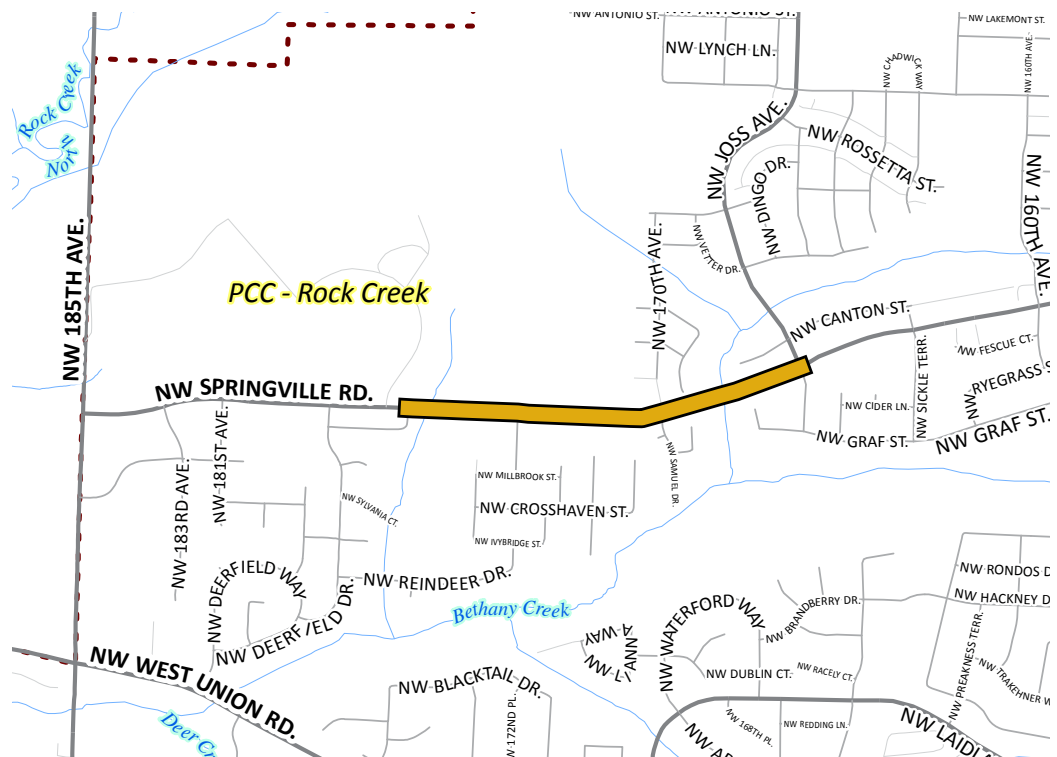 NW ANTONIO ST.
NW ANTONIO ST.
NW LAKEMONT ST.
NW LYNCH LN.
NW CHADWICK WAY
NW 160TH AVE.
Rock Creek
North
NW JOSS AVE.
NW ROSSETTA ST.
NW DINGO DR.
NW 160TH AVE.
NW VETTER DR.
NW 170TH AVE.
NW 185TH AVE.
PCC - Rock Creek
NW CANTON ST.
NW FESCUE CT.
NW SICKLE TERR.
NW RYEGRASS S
NW SPRINGVILLE RD.
NW CIDER LN.
NW GRAF ST.
NW GRAF ST.
NW 181ST AVE.
NW 183RD AVE.
NW SAMUEL DR.
NW MILLBROOK ST.
NW SYLVANIA CT.
NW CROSSHAVEN ST.
NW IVYBRIDGE ST.
NW REINDEER DR.
NW DEERFIELD WAY
NW DEERFIELD DR.
Bethany Creek
NW RONDOS D
NW HACKNEY D
NW BRANDBERRY DR.
NW WATERFORD WAY
NW PREAKNESS TERR.
NW TRAKEHNER W
NW WEST UNION RD.
NW BLACKTAIL DR.
NW DUBLIN CT.
NW RACELY CT.
NW 168TH PL.
NW REDDING LN.
NW LAIDL
W 172ND PL.
Deer Cr